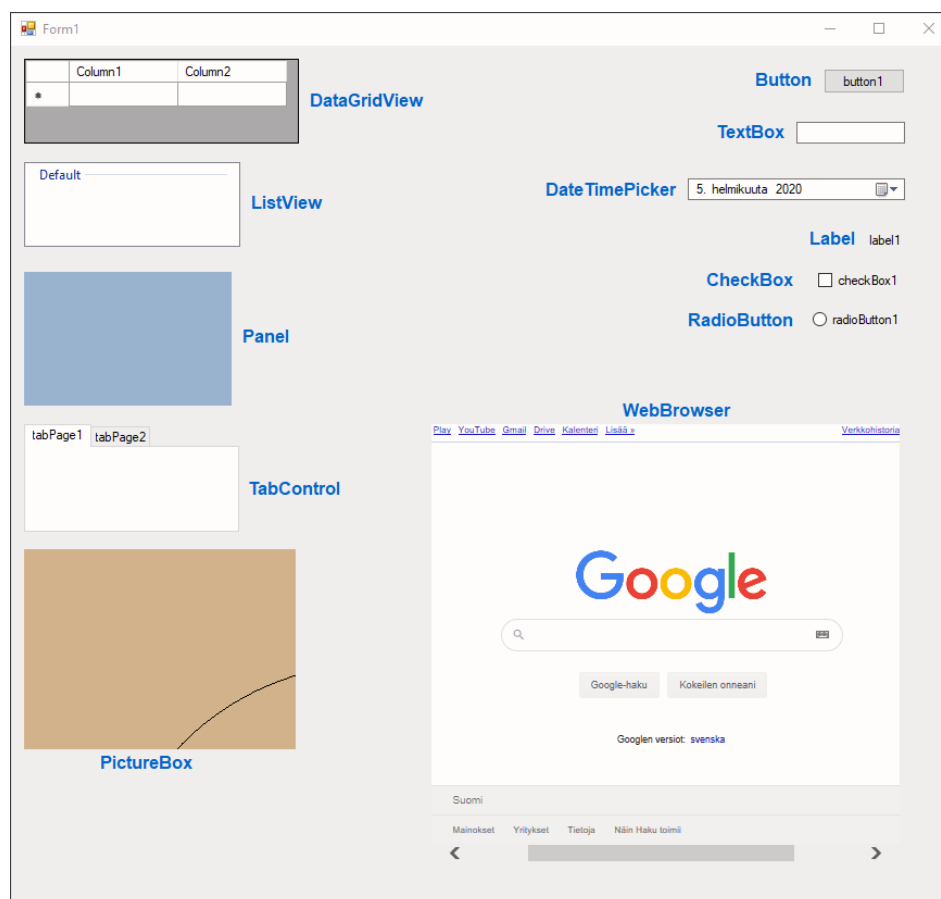 Form1
Column1 Column2
DataGridView
Button button1
TextBox
Default
ListView
DateTimePicker 5. helmikuuta 2020
Label label1
CheckBox checkBox1
RadioButton radioButton1
Panel
tabPage1 tabPage2
TabControl
PictureBox
WebBrowser
Play YouTube Gmail Drive Kalenteri Lisää » Verkkohistoria
Google
Google-haku Kokeilen onneani
Googlen versiot: svenska
Suomi
Mainokset Yritykset Tietoja Näin Haku toimii